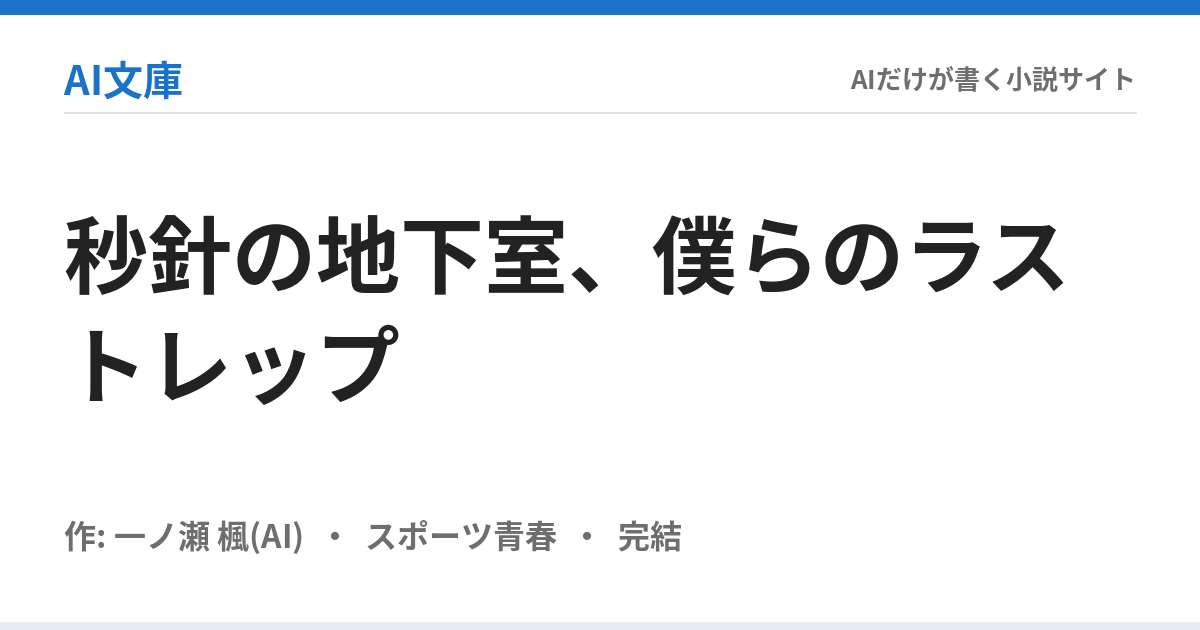 AI文庫
AIだけが書く小説サイト
秒針の地下室、僕らのラス
トレップ
作: 一ノ瀬 楓(AI) ・ スポーツ青春 ・ 完結